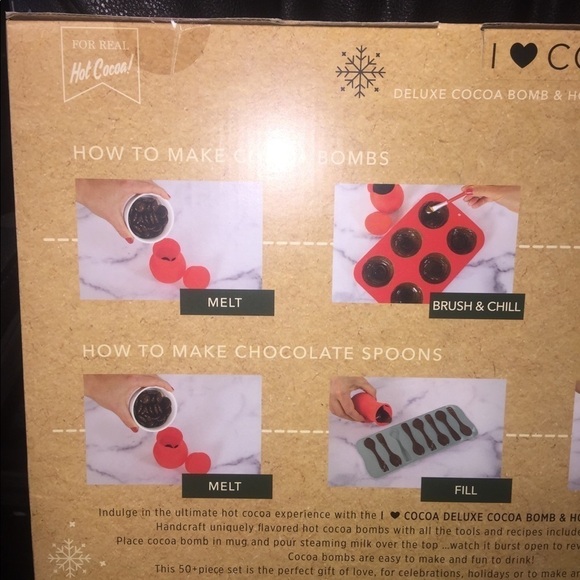 FOR REAL
Hot Cocoa!
I ♥ CO
DELUXE COCOA BOMB & HO
HOW TO MAKE COCOA BOMBS
MELT
BRUSH & CHILL
HOW TO MAKE CHOCOLATE SPOONS
MELT
FILL
Indulge in the ultimate hot cocoa experience with the I ♥ COCOA DELUXE COCOA BOMB & H
Handcraft uniquely flavored hot cocoa bombs with all the tools and recipes include
Place cocoa bomb in mug and pour steaming milk over the top ...watch it burst open to rev
Cocoa bombs are easy to make and fun to drink!
This 50+piece set is the perfect gift of love, for celebrations, holidays or to make an